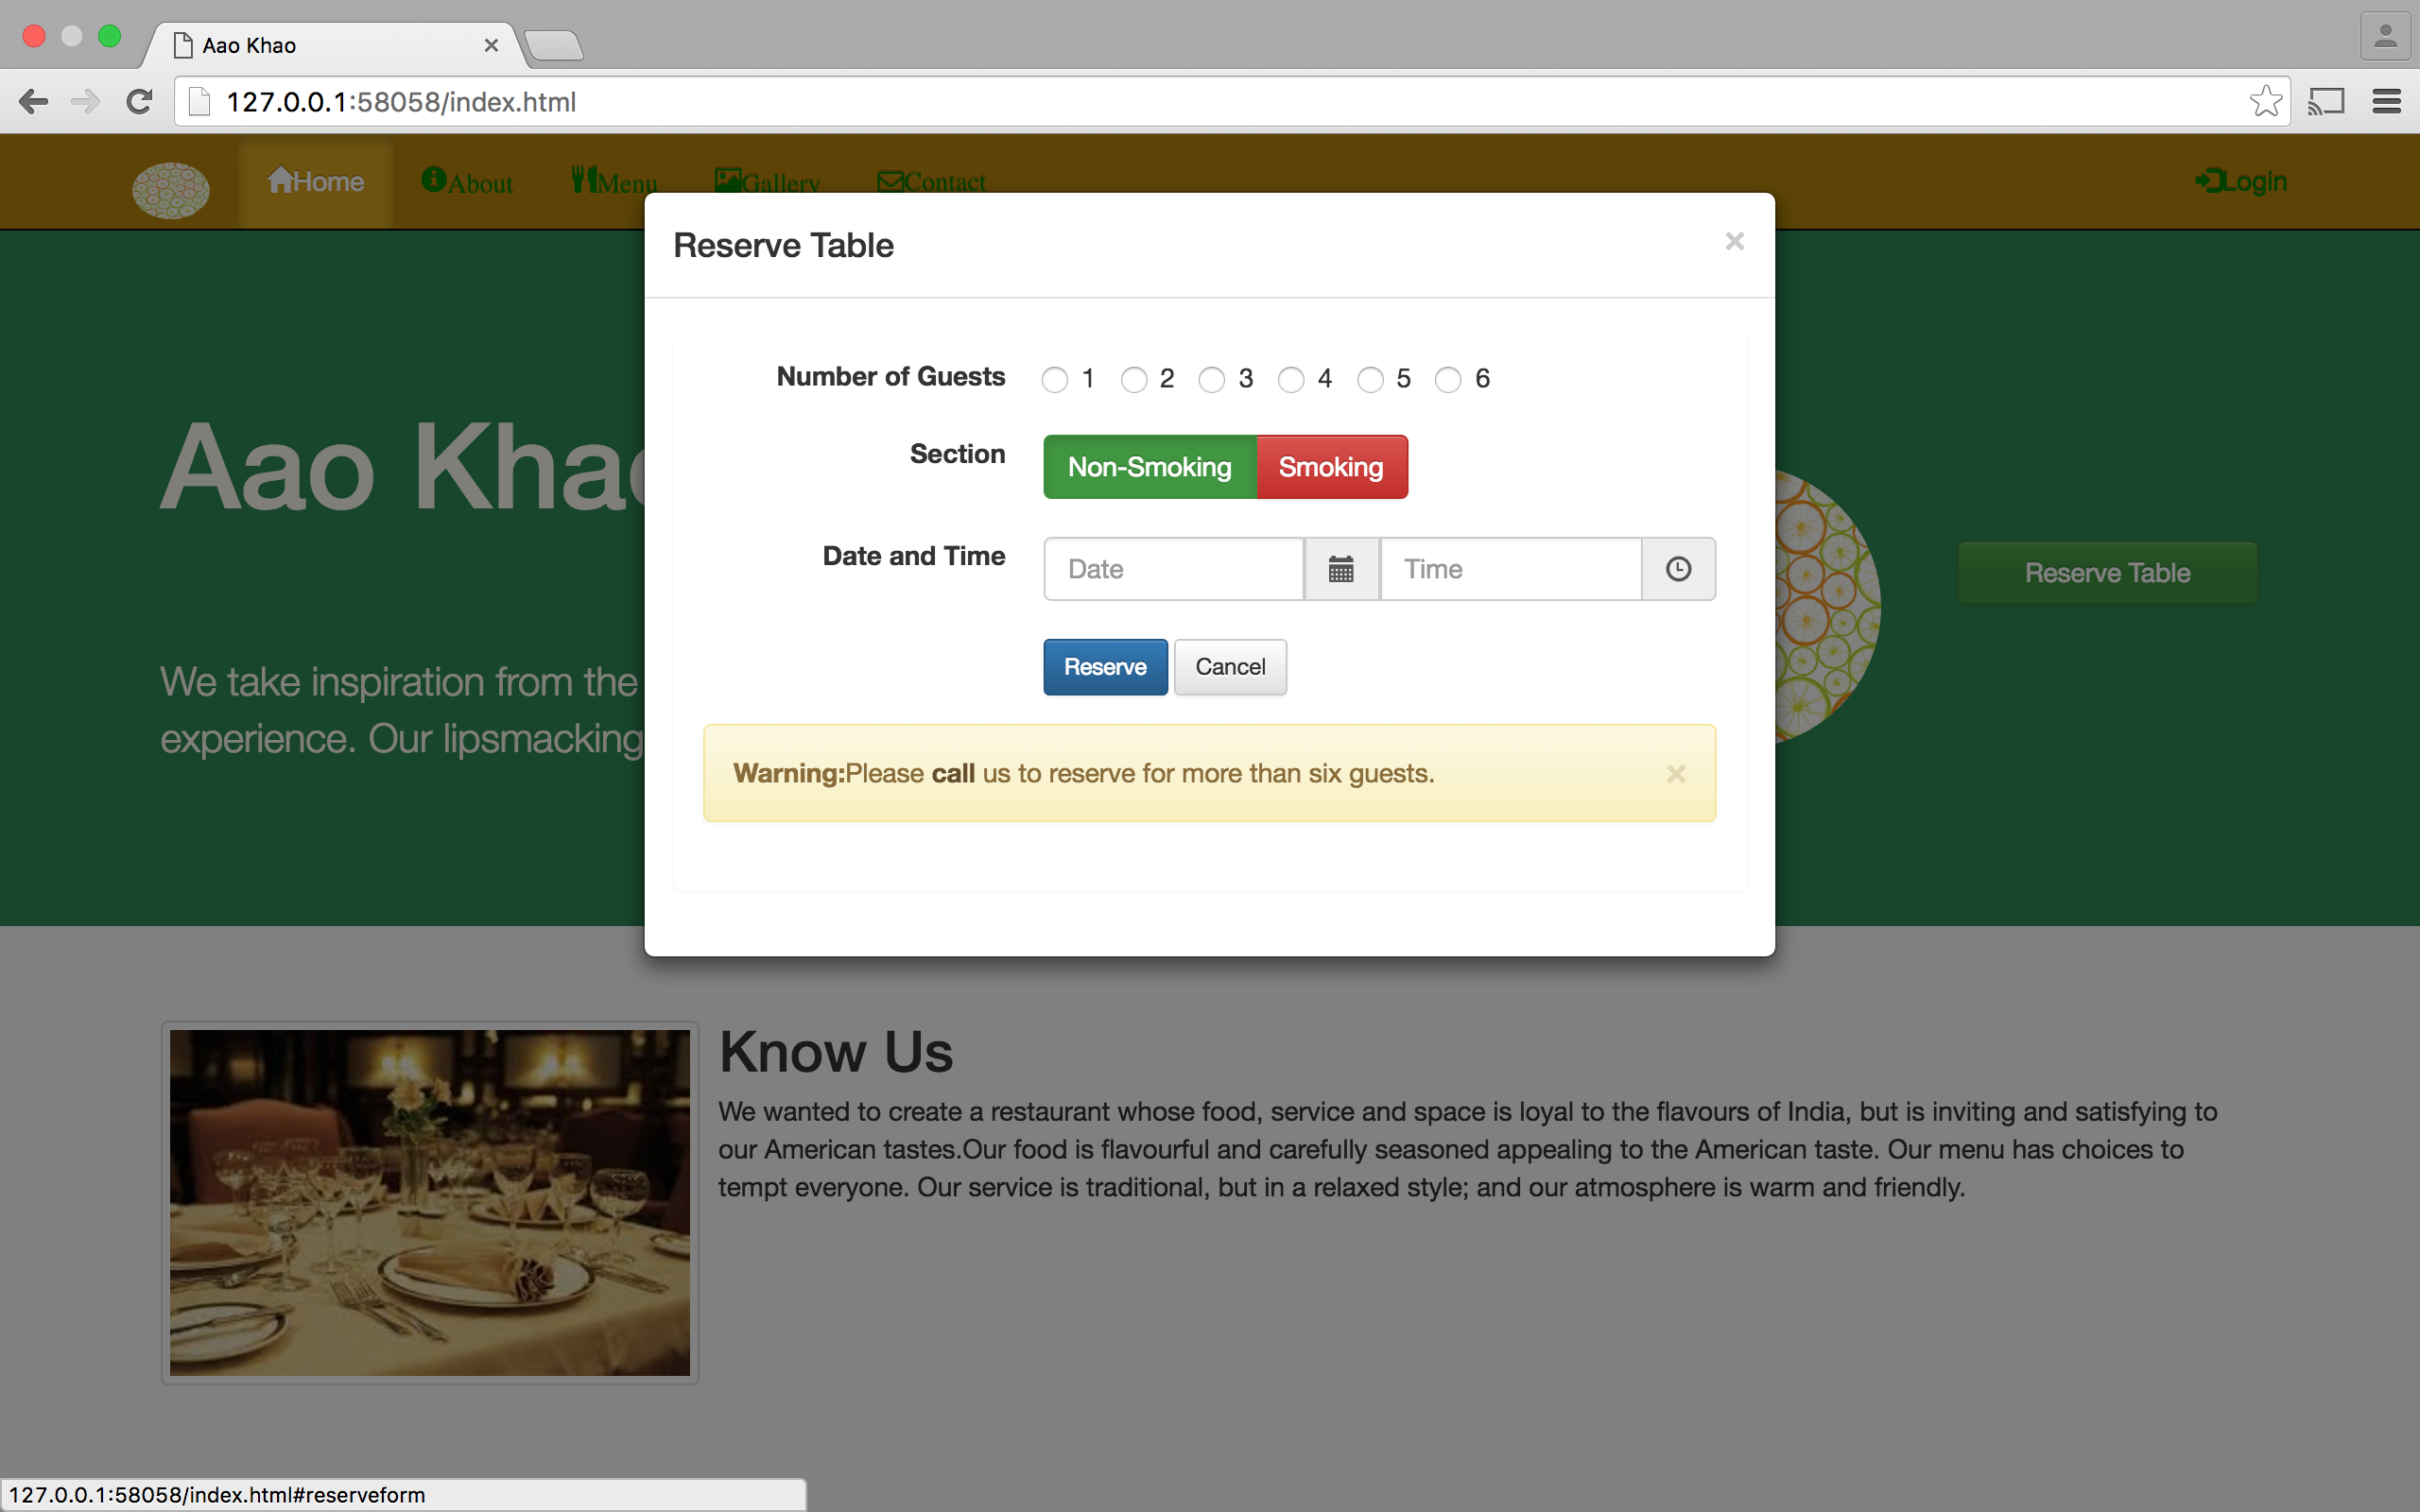 Aao Khao
127.0.0.1:58058/index.html
Home About Menu Gallery Contact Login
Reserve Table
Number of Guests 1 2 3 4 5 6
Section Non-Smoking Smoking
Date and Time Date Time
Reserve Cancel
Warning:Please call us to reserve for more than six guests.
Aao Khao
Reserve Table
We take inspiration from the
experience. Our lipsmacking
Know Us
We wanted to create a restaurant whose food, service and space is loyal to the flavours of India, but is inviting and satisfying to
our American tastes.Our food is flavourful and carefully seasoned appealing to the American taste. Our menu has choices to
tempt everyone. Our service is traditional, but in a relaxed style; and our atmosphere is warm and friendly.
127.0.0.1:58058/index.html#reserveform